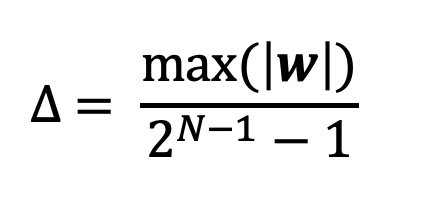 Δ = max(|w|) / 2^{N−1} − 1